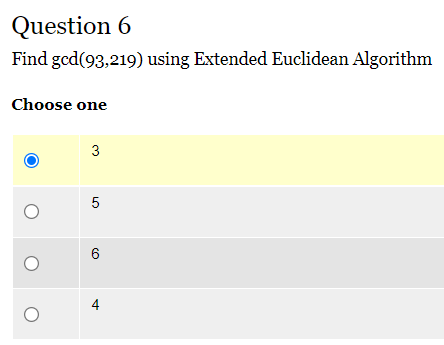 Question 6
Find gcd(93,219) using Extended Euclidean Algorithm
Choose one
3
5
6
4